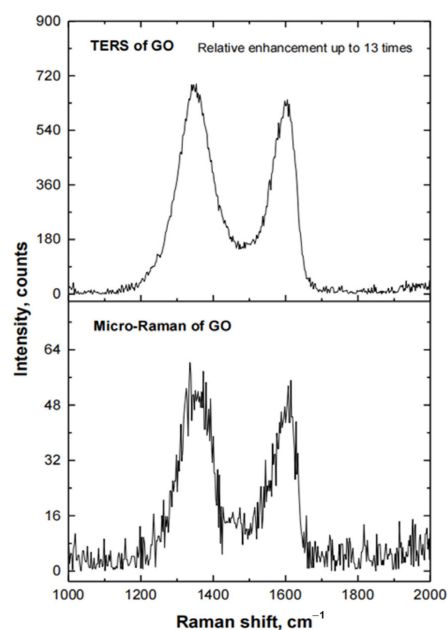 900
TERS of GO Relative enhancement up to 13 times
720
540
360
180
0
Intensity, counts
Micro-Raman of GO
64
48
32
16
0
1000 1200 1400 1600 1800 2000
Raman shift, cm⁻¹